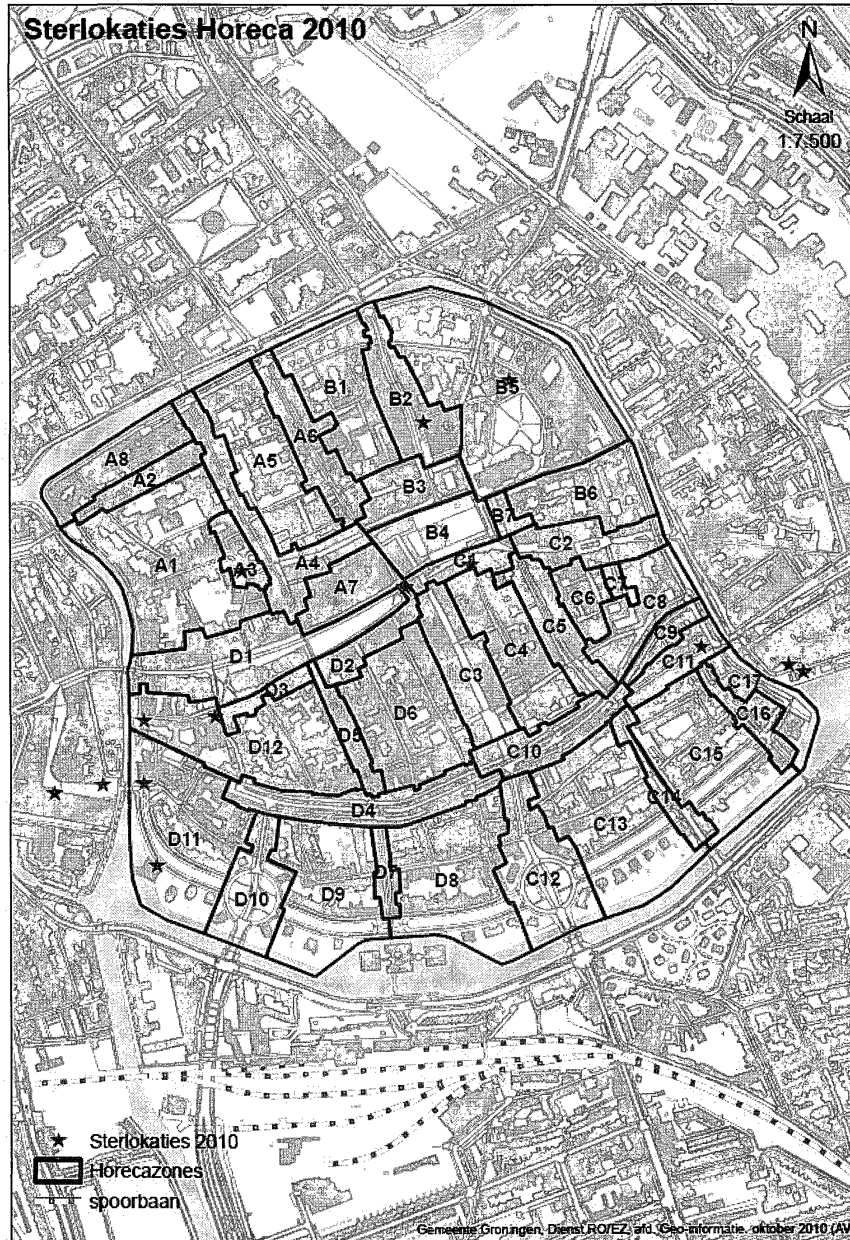 Sterlokaties Horeca 2010
N
Schaal
1:7.500
B1
B2
B5
A8
A2
A6
A5
B3
B6
B7
B4
A1
A3
A4
C1
C2
A7
C6
C7
C8
D1
C5
C9
D2
C3
C4
C11
D3
C17
D6
C16
D12
D5
C10
C15
D4
C14
D11
C13
D7
D10
D9
D8
C12
Sterlokaties 2010
Horecazones
spoorbaan
Gemeente Groningen, Dienst RO/EZ, afd. Geo-informatie. oktober 2010 (AV